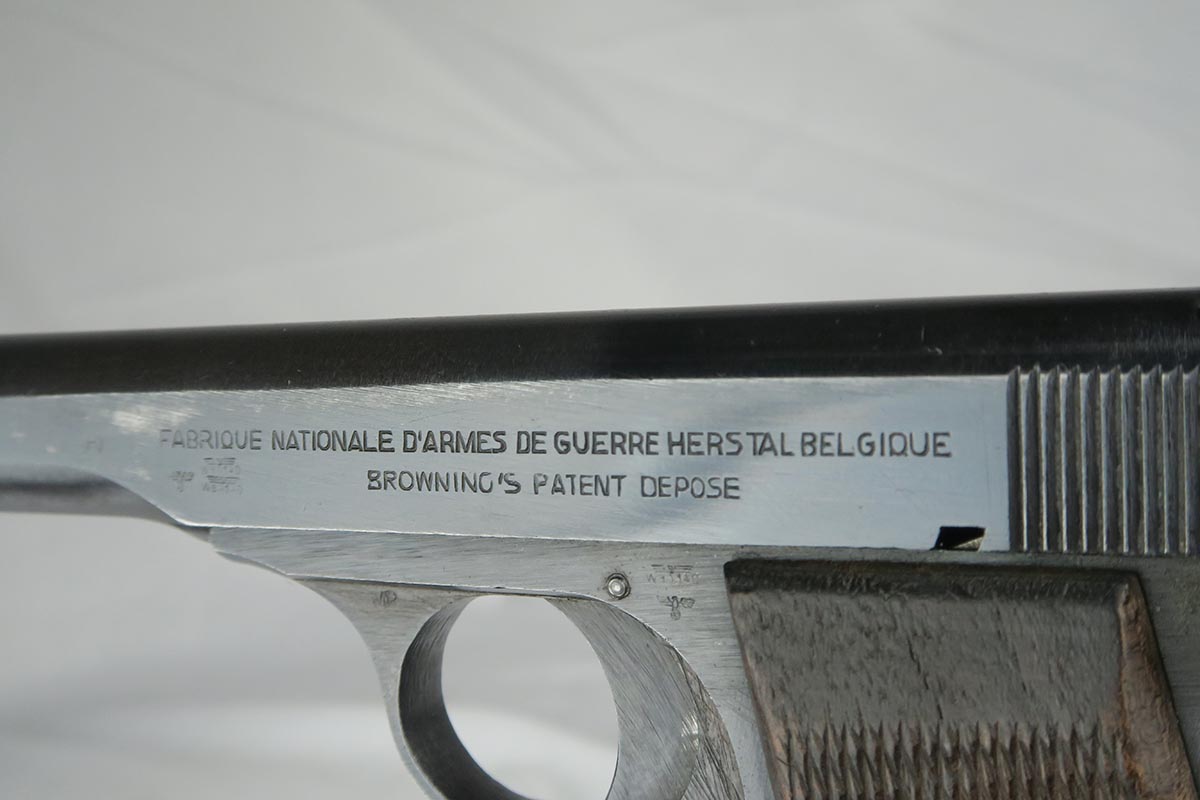 FABRIQUE NATIONALE D'ARMES DE GUERRE HERSTAL BELGIQUE
BROWNING'S PATENT DEPOSE